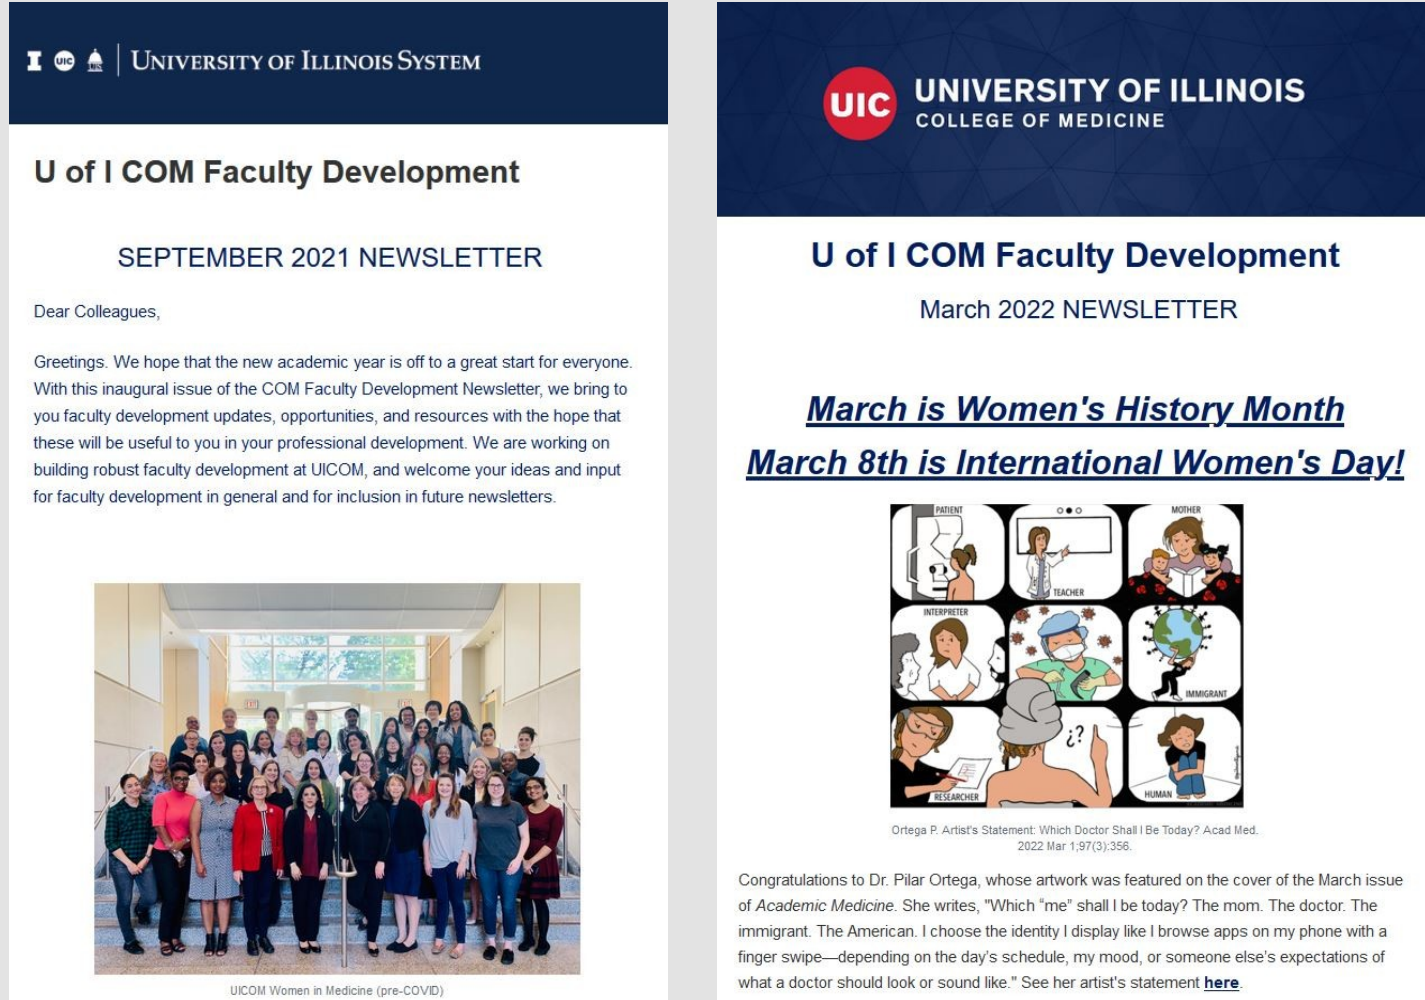 I UIC UIS UNIVERSITY OF ILLINOIS SYSTEM
U of I COM Faculty Development
SEPTEMBER 2021 NEWSLETTER
Dear Colleagues,
Greetings. We hope that the new academic year is off to a great start for everyone.
With this inaugural issue of the COM Faculty Development Newsletter, we bring to
you faculty development updates, opportunities, and resources with the hope that
these will be useful to you in your professional development. We are working on
building robust faculty development at UICOM, and welcome your ideas and input
for faculty development in general and for inclusion in future newsletters.
UICOM Women in Medicine (pre-COVID)
UIC
UNIVERSITY OF ILLINOIS
COLLEGE OF MEDICINE
U of I COM Faculty Development
March 2022 NEWSLETTER
March is Women's History Month
March 8th is International Women's Day!
PATIENT
TEACHER
MOTHER
INTERPRETER
IMMIGRANT
RESEARCHER
¿?
HUMAN
Ortega P. Artist's Statement: Which Doctor Shall I Be Today? Acad Med.
2022 Mar 1;97(3):356.
Congratulations to Dr. Pilar Ortega, whose artwork was featured on the cover of the March issue
of Academic Medicine. She writes, "Which “me” shall I be today? The mom. The doctor. The
immigrant. The American. I choose the identity I display like I browse apps on my phone with a
finger swipe—depending on the day’s schedule, my mood, or someone else’s expectations of
what a doctor should look or sound like." See her artist's statement here.